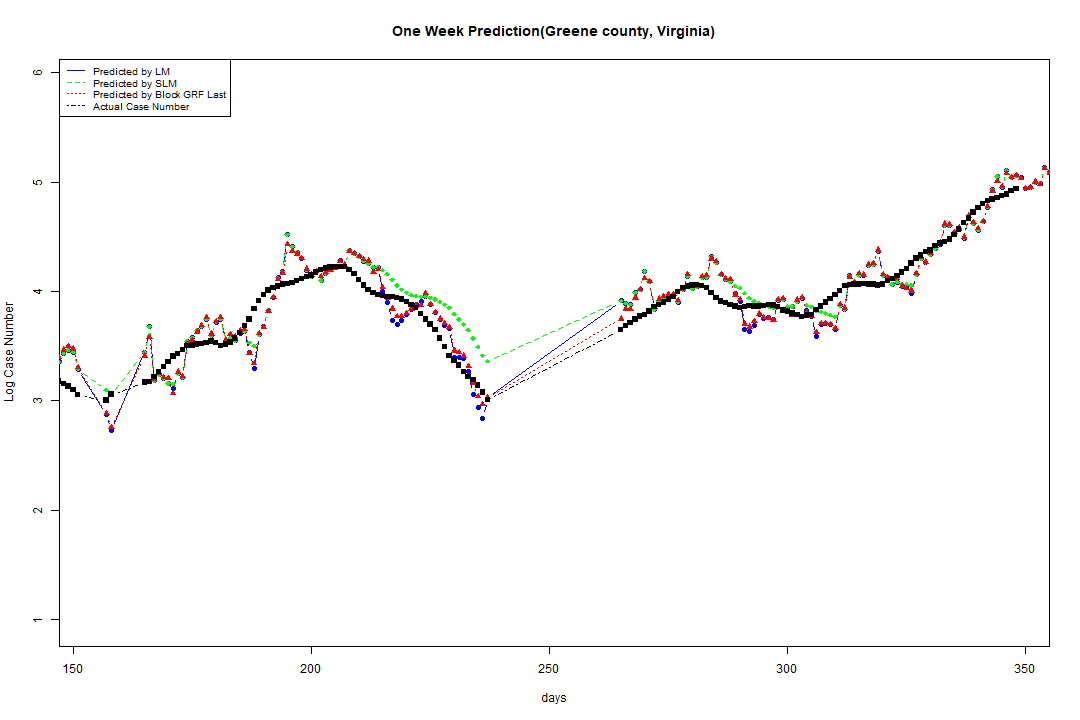 One Week Prediction(Greene county, Virginia)
Predicted by LM
Predicted by SLM
Predicted by Block GRF Last
Actual Case Number
6
5
4
3
2
1
Log Case Number
150 200 250 300 350
days